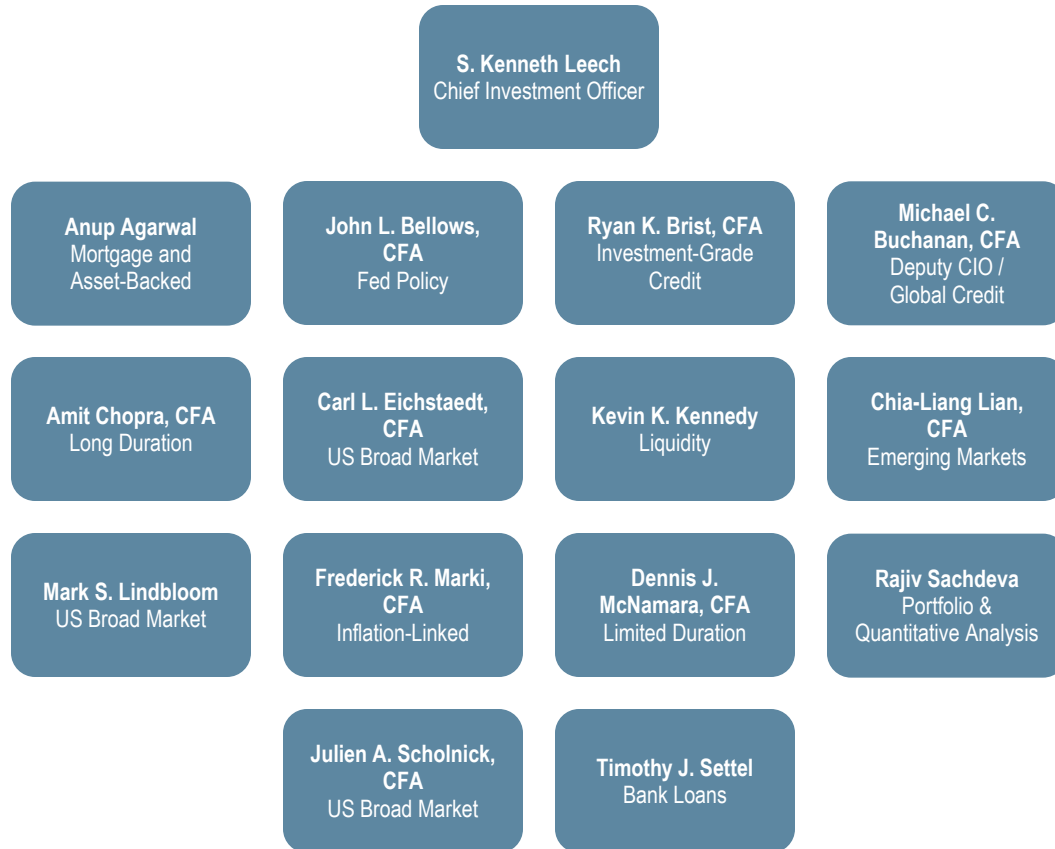 S. Kenneth Leech
Chief Investment Officer
Anup Agarwal
Mortgage and
Asset-Backed
John L. Bellows,
CFA
Fed Policy
Ryan K. Brist, CFA
Investment-Grade
Credit
Michael C.
Buchanan, CFA
Deputy CIO /
Global Credit
Amit Chopra, CFA
Long Duration
Carl L. Eichstaedt,
CFA
US Broad Market
Kevin K. Kennedy
Liquidity
Chia-Liang Lian,
CFA
Emerging Markets
Mark S. Lindbloom
US Broad Market
Frederick R. Marki,
CFA
Inflation-Linked
Dennis J.
McNamara, CFA
Limited Duration
Rajiv Sachdeva
Portfolio &
Quantitative Analysis
Julien A. Scholnick,
CFA
US Broad Market
Timothy J. Settel
Bank Loans